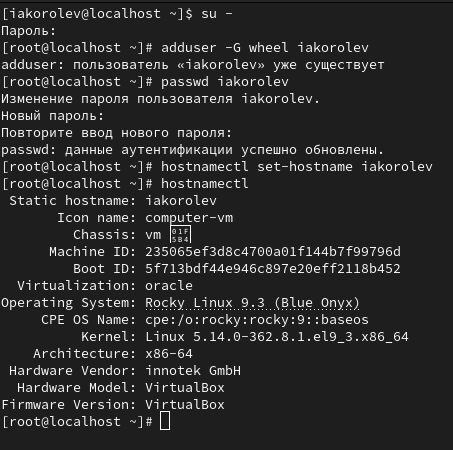 [iakorolev@localhost ~]$ su -
Пароль:
[root@localhost ~]# adduser -G wheel iakorolev
adduser: пользователь «iakorolev» уже существует
[root@localhost ~]# passwd iakorolev
Изменение пароля пользователя iakorolev.
Новый пароль:
Повторите ввод нового пароля:
passwd: данные аутентификации успешно обновлены.
[root@localhost ~]# hostnamectl set-hostname iakorolev
[root@localhost ~]# hostnamectl
Static hostname: iakorolev
Icon name: computer-vm
Chassis: vm 🖴
Machine ID: 235065ef3d8c4700a01f144b7f99796d
Boot ID: 5f713bdf44e946c897e20eff2118b452
Virtualization: oracle
Operating System: Rocky Linux 9.3 (Blue Onyx)
CPE OS Name: cpe:/o:rocky:rocky:9::baseos
Kernel: Linux 5.14.0-362.8.1.el9_3.x86_64
Architecture: x86-64
Hardware Vendor: innotek GmbH
Hardware Model: VirtualBox
Firmware Version: VirtualBox
[root@localhost ~]#